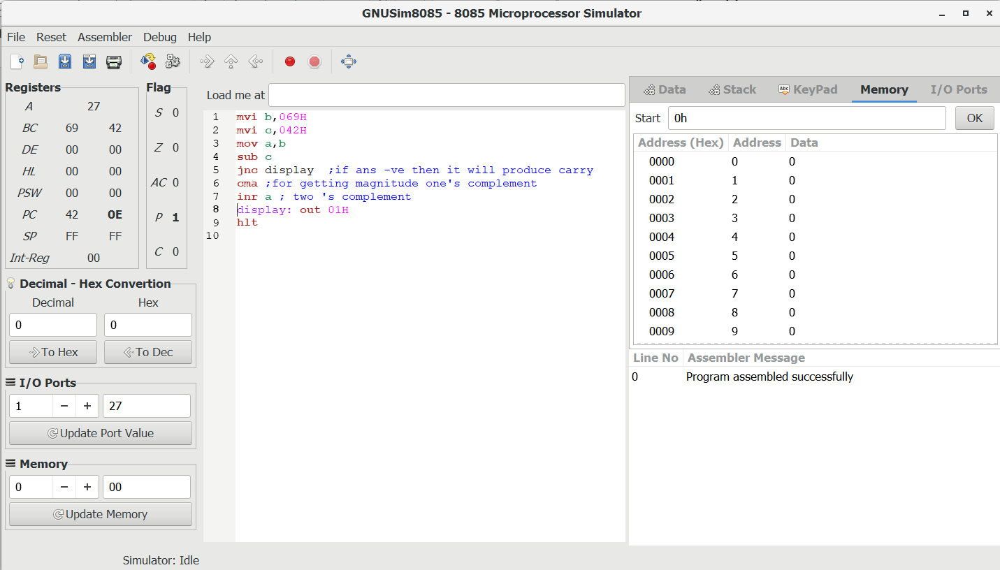 GNUSim8085 - 8085 Microprocessor Simulator
File Reset Assembler Debug Help
Registers
A 27
BC 69 42
DE 00 00
HL 00 00
PSW 00 00
PC 42 0E
SP FF FF
Int-Reg 00
Flag
S 0
Z 0
AC 0
P 1
C 0
Decimal - Hex Convertion
Decimal Hex
0 0
To Hex To Dec
I/O Ports
1 − + 27
Update Port Value
Memory
0 − + 00
Update Memory
Load me at
1 mvi b,069H
2 mvi c,042H
3 mov a,b
4 sub c
5 jnc display ;if ans -ve then it will produce carry
6 cma ;for getting magnitude one's complement
7 inr a ; two 's complement
8 display: out 01H
9 hlt
10
Data Stack Abc KeyPad Memory I/O Ports
Start 0h OK
Address (Hex) Address Data
0000 0 0
0001 1 0
0002 2 0
0003 3 0
0004 4 0
0005 5 0
0006 6 0
0007 7 0
0008 8 0
0009 9 0
Line No Assembler Message
0 Program assembled successfully
Simulator: Idle